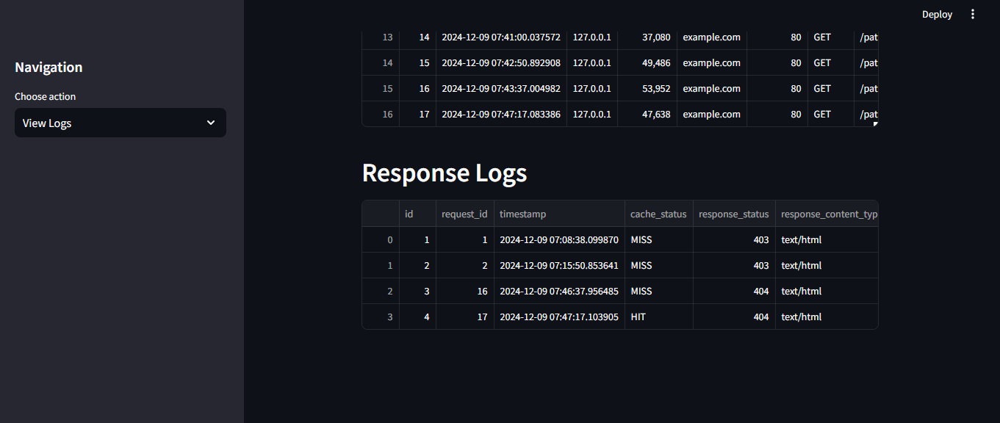 Deploy
Navigation
Choose action
View Logs
13 14 2024-12-09 07:41:00.037572 127.0.0.1 37,080 example.com 80 GET /pat
14 15 2024-12-09 07:42:50.892908 127.0.0.1 49,486 example.com 80 GET /pat
15 16 2024-12-09 07:43:37.004982 127.0.0.1 53,952 example.com 80 GET /pat
16 17 2024-12-09 07:47:17.083386 127.0.0.1 47,638 example.com 80 GET /pat
Response Logs
id request_id timestamp cache_status response_status response_content_typ
0 1 1 2024-12-09 07:08:38.099870 MISS 403 text/html
1 2 2 2024-12-09 07:15:50.853641 MISS 403 text/html
2 3 16 2024-12-09 07:46:37.956485 MISS 404 text/html
3 4 17 2024-12-09 07:47:17.103905 HIT 404 text/html